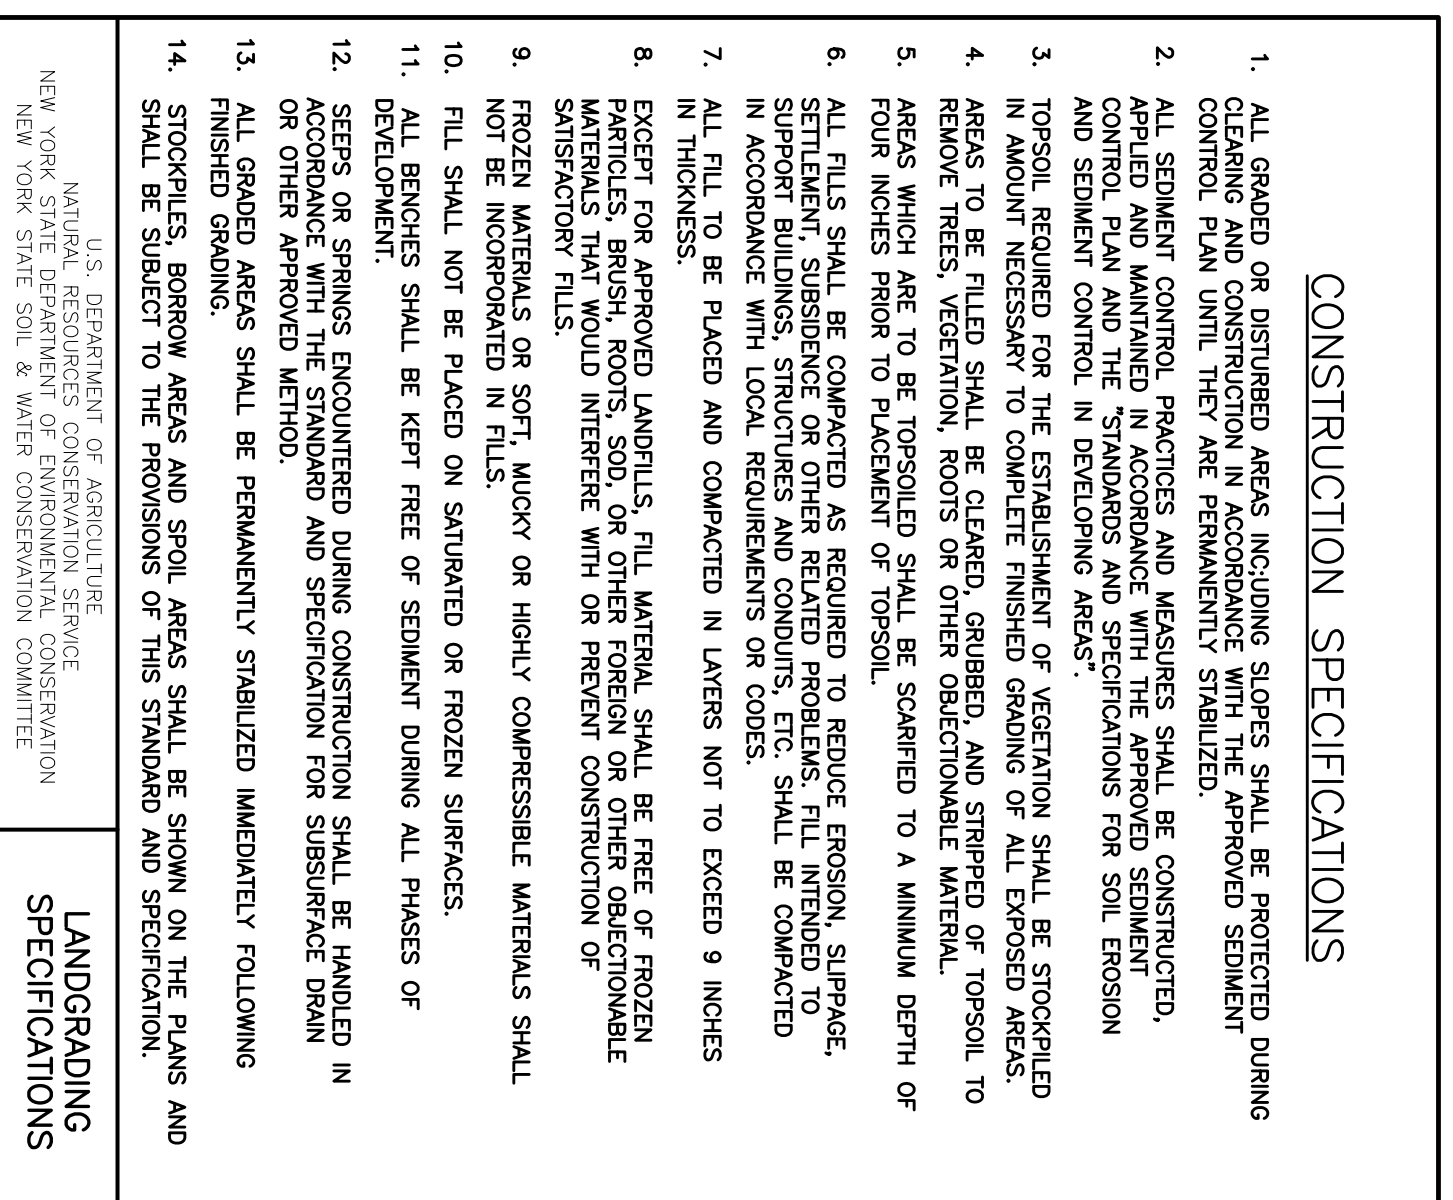 CONSTRUCTION SPECIFICATIONS
1. ALL GRADED OR DISTURBED AREAS INC;UDING SLOPES SHALL BE PROTECTED DURING
CLEARING AND CONSTRUCTION IN ACCORDANCE WITH THE APPROVED SEDIMENT
CONTROL PLAN UNTIL THEY ARE PERMANENTLY STABILIZED.
2. ALL SEDIMENT CONTROL PRACTICES AND MEASURES SHALL BE CONSTRUCTED,
APPLIED AND MAINTAINED IN ACCORDANCE WITH THE APPROVED SEDIMENT
CONTROL PLAN AND THE "STANDARDS AND SPECIFICATIONS FOR SOIL EROSION
AND SEDIMENT CONTROL IN DEVELOPING AREAS".
3. TOPSOIL REQUIRED FOR THE ESTABLISHMENT OF VEGETATION SHALL BE STOCKPILED
IN AMOUNT NECESSARY TO COMPLETE FINISHED GRADING OF ALL EXPOSED AREAS.
4. AREAS TO BE FILLED SHALL BE CLEARED, GRUBBED, AND STRIPPED OF TOPSOIL TO
REMOVE TREES, VEGETATION, ROOTS OR OTHER OBJECTIONABLE MATERIAL.
5. AREAS WHICH ARE TO BE TOPSOILED SHALL BE SCARIFIED TO A MINIMUM DEPTH OF
FOUR INCHES PRIOR TO PLACEMENT OF TOPSOIL.
6. ALL FILLS SHALL BE COMPACTED AS REQUIRED TO REDUCE EROSION, SLIPPAGE,
SETTLEMENT, SUBSIDENCE OR OTHER RELATED PROBLEMS. FILL INTENDED TO
SUPPORT BUILDINGS, STRUCTURES AND CONDUITS, ETC. SHALL BE COMPACTED
IN ACCORDANCE WITH LOCAL REQUIREMENTS OR CODES.
7. ALL FILL TO BE PLACED AND COMPACTED IN LAYERS NOT TO EXCEED 9 INCHES
IN THICKNESS.
8. EXCEPT FOR APPROVED LANDFILLS, FILL MATERIAL SHALL BE FREE OF FROZEN
PARTICLES, BRUSH, ROOTS, SOD, OR OTHER FOREIGN OR OTHER OBJECTIONABLE
MATERIALS THAT WOULD INTERFERE WITH OR PREVENT CONSTRUCTION OF
SATISFACTORY FILLS.
9. FROZEN MATERIALS OR SOFT, MUCKY OR HIGHLY COMPRESSIBLE MATERIALS SHALL
NOT BE INCORPORATED IN FILLS.
10. FILL SHALL NOT BE PLACED ON SATURATED OR FROZEN SURFACES.
11. ALL BENCHES SHALL BE KEPT FREE OF SEDIMENT DURING ALL PHASES OF
DEVELOPMENT.
12. SEEPS OR SPRINGS ENCOUNTERED DURING CONSTRUCTION SHALL BE HANDLED IN
ACCORDANCE WITH THE STANDARD AND SPECIFICATION FOR SUBSURFACE DRAIN
OR OTHER APPROVED METHOD.
13. ALL GRADED AREAS SHALL BE PERMANENTLY STABILIZED IMMEDIATELY FOLLOWING
FINISHED GRADING.
14. STOCKPILES, BORROW AREAS AND SPOIL AREAS SHALL BE SHOWN ON THE PLANS AND
SHALL BE SUBJECT TO THE PROVISIONS OF THIS STANDARD AND SPECIFICATION.
U.S. DEPARTMENT OF AGRICULTURE
NATURAL RESOURCES CONSERVATION SERVICE
NEW YORK STATE DEPARTMENT OF ENVIRONMENTAL CONSERVATION
NEW YORK STATE SOIL & WATER CONSERVATION COMMITTEE
LANDGRADING
SPECIFICATIONS